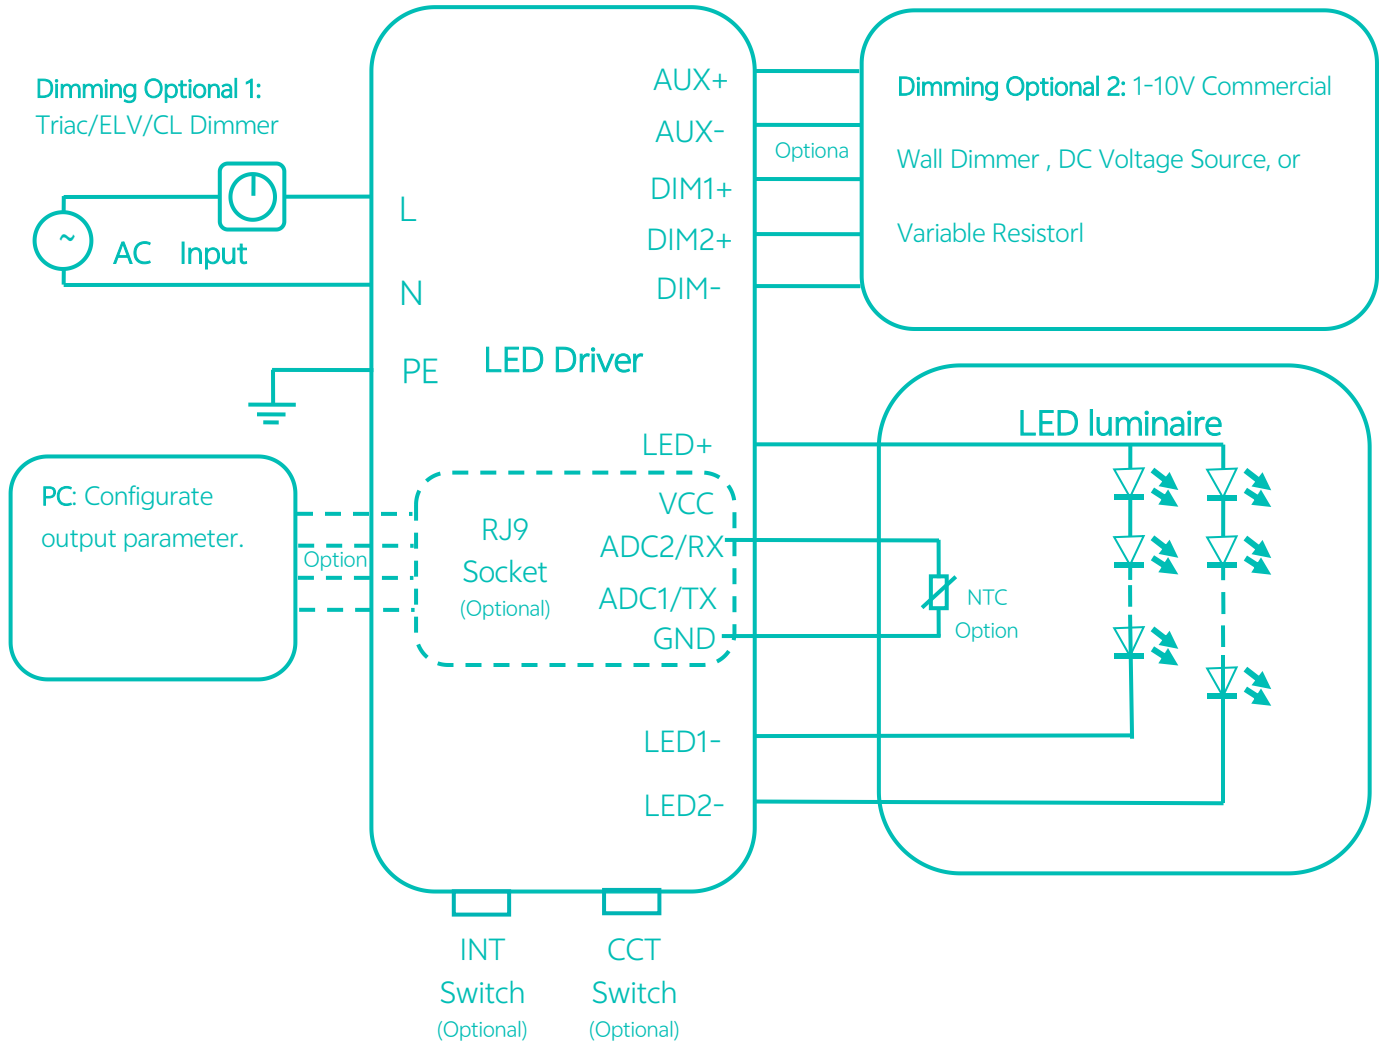 Dimming Optional 1:
Triac/ELV/CL Dimmer
~
AC Input
L
N
PE
LED Driver
AUX+
AUX-
Optiona
DIM1+
DIM2+
DIM-
Dimming Optional 2: 1-10V Commercial
Wall Dimmer , DC Voltage Source, or
Variable Resistorl
PC: Configurate
output parameter.
Option
RJ9
Socket
(Optional)
LED+
VCC
ADC2/RX
ADC1/TX
GND
LED1-
LED2-
LED luminaire
NTC
Option
INT
Switch
(Optional)
CCT
Switch
(Optional)